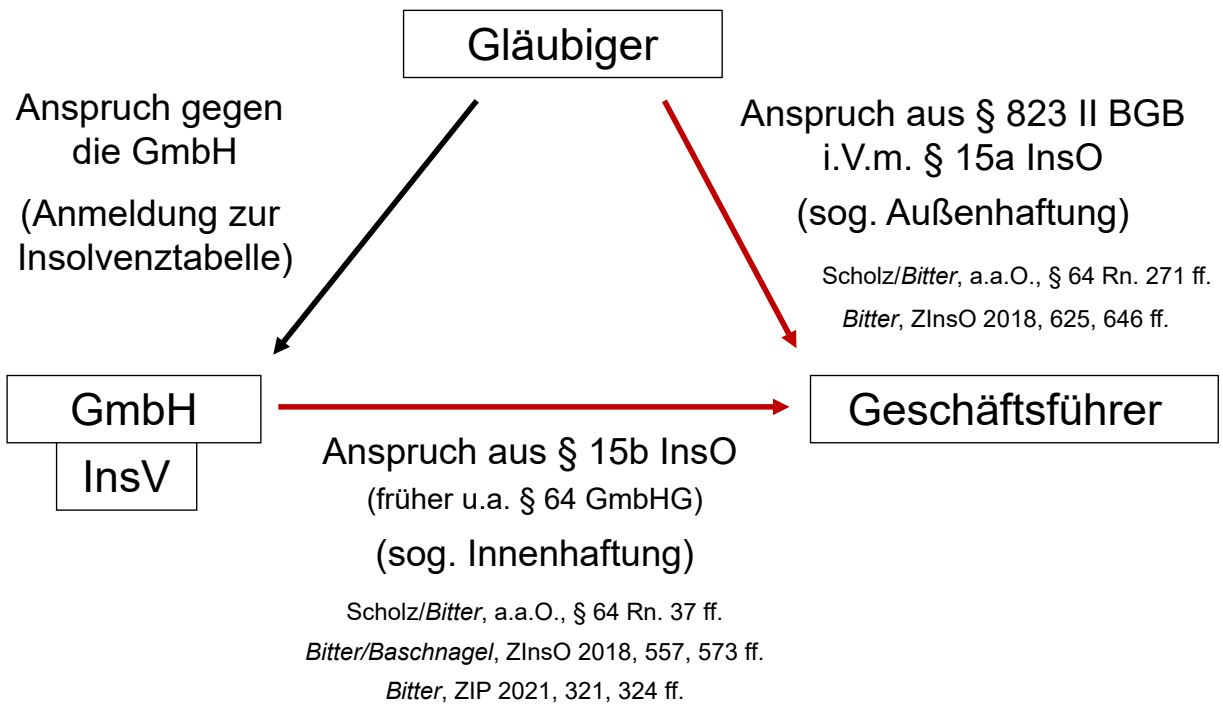 Gläubiger
Anspruch gegen
die GmbH
(Anmeldung zur
Insolvenztabelle)
Anspruch aus § 823 II BGB
i.V.m. § 15a InsO
(sog. Außenhaftung)
Scholz/Bitter, a.a.O., § 64 Rn. 271 ff.
Bitter, ZInsO 2018, 625, 646 ff.
GmbH
InsV
Geschäftsführer
Anspruch aus § 15b InsO
(früher u.a. § 64 GmbHG)
(sog. Innenhaftung)
Scholz/Bitter, a.a.O., § 64 Rn. 37 ff.
Bitter/Baschnagel, ZInsO 2018, 557, 573 ff.
Bitter, ZIP 2021, 321, 324 ff.